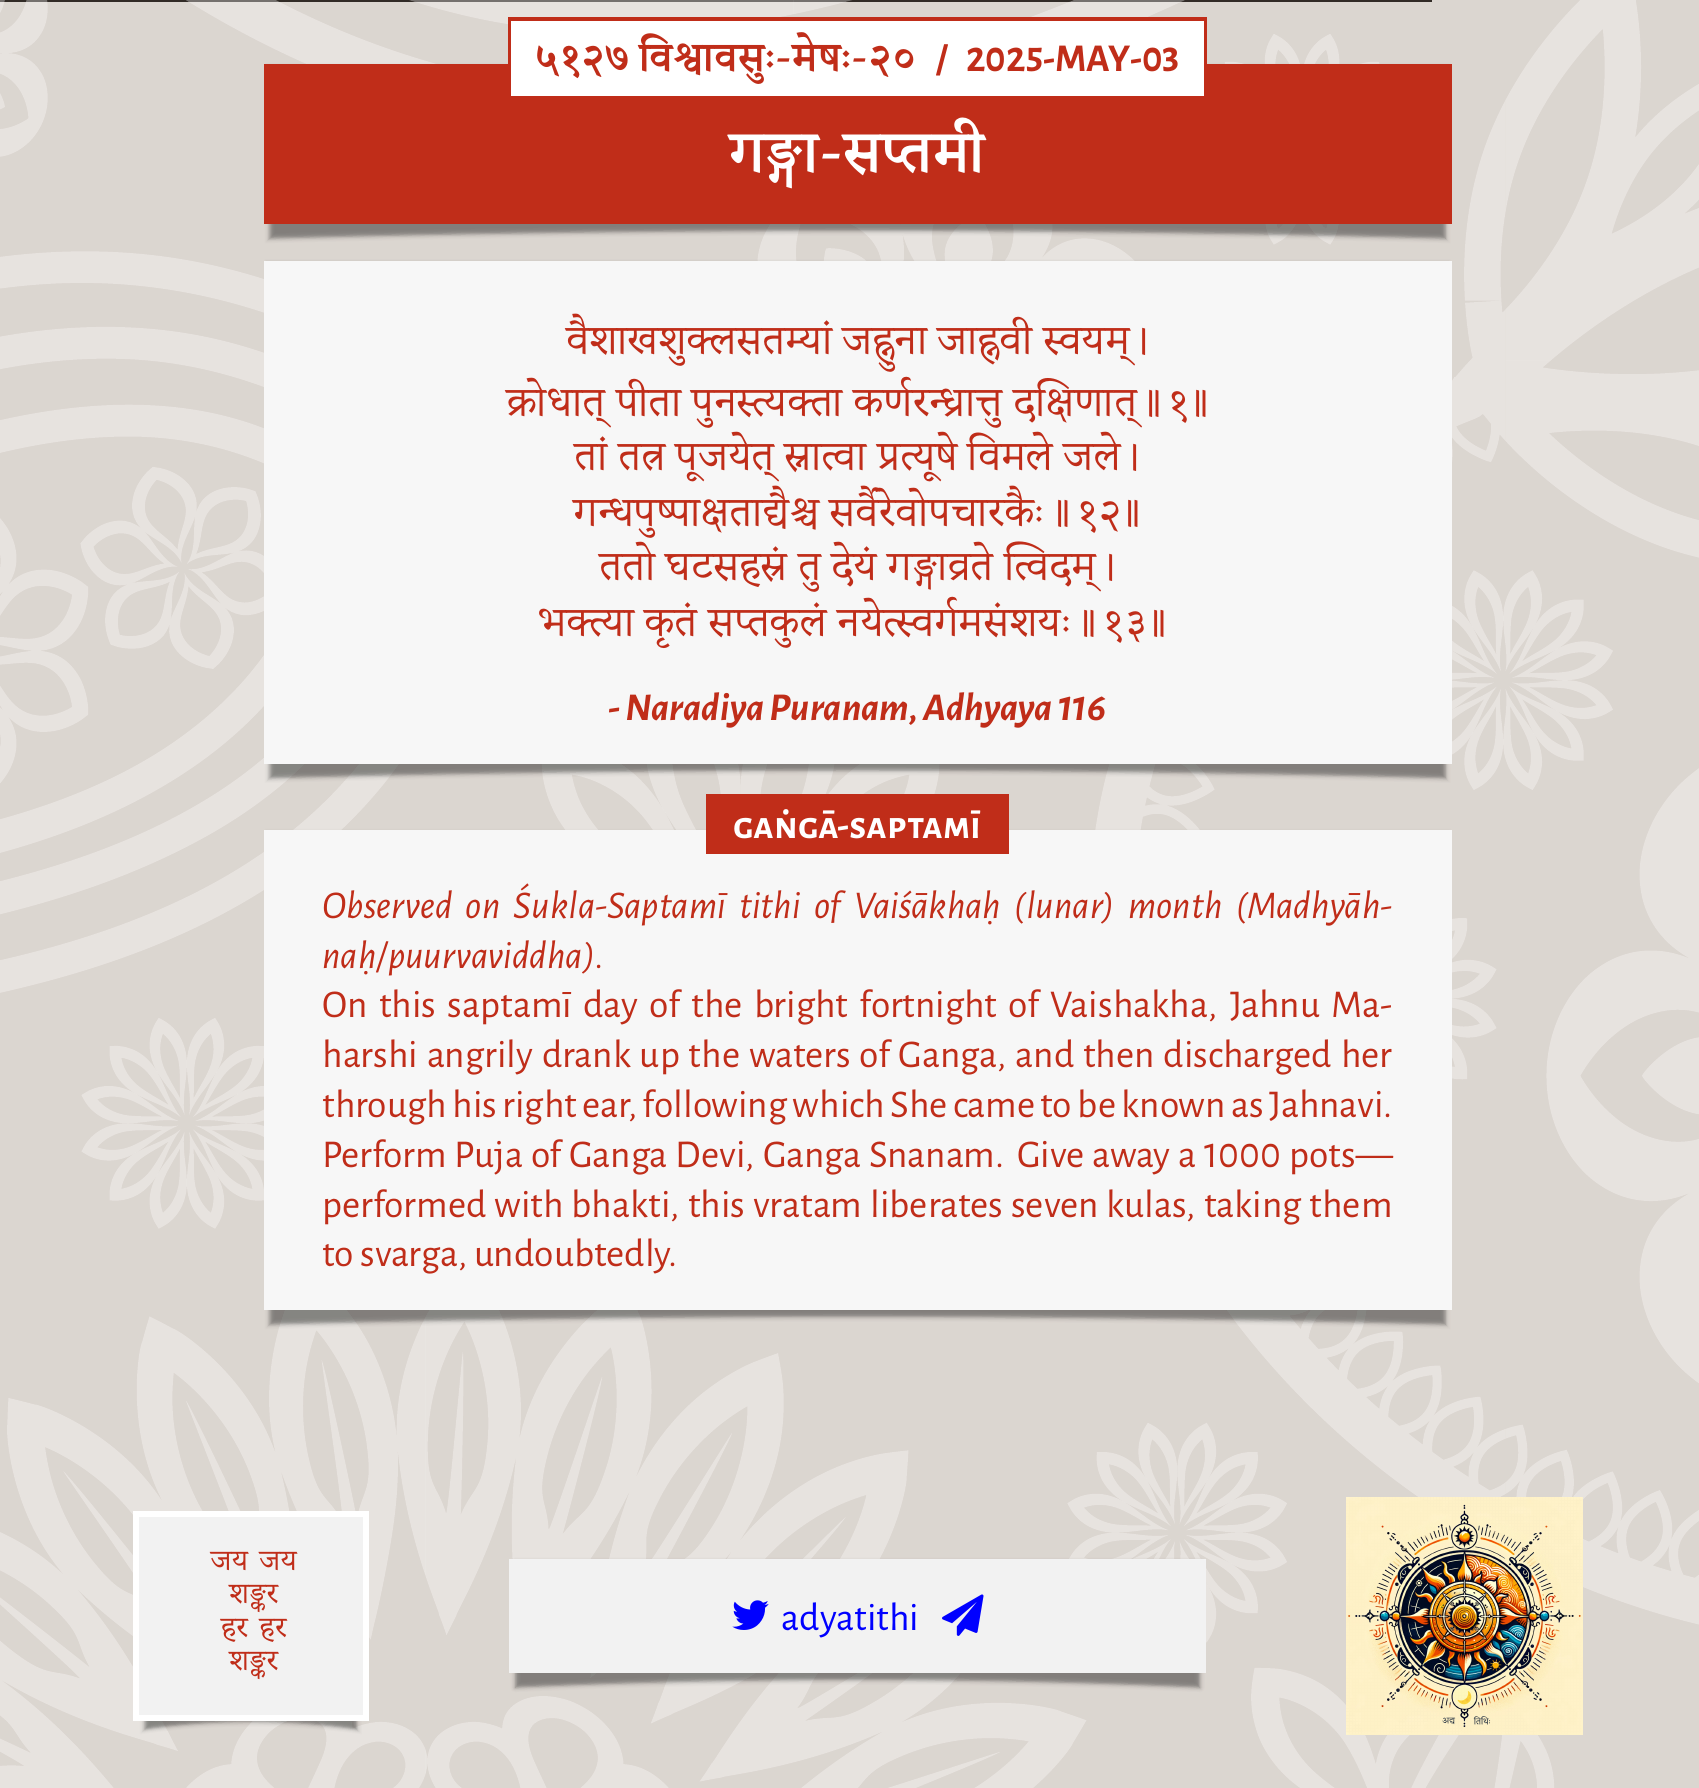 ५१२७ विश्वावसुः-मेषः-२० / 2025-MAY-03
गङ्गा-सप्तमी
वैशाखशुक्लसतम्यां जह्नुना जाह्नवी स्वयम्।
क्रोधात् पीता पुनस्त्यक्ता कर्णरन्ध्रात्तु दक्षिणात्॥१॥
तां तत्र पूजयेत् स्नात्वा प्रत्यूषे विमले जले।
गन्धपुष्पाक्षताद्यैश्च सर्वैरेवोपचारकैः॥१२॥
ततो घटसहस्रं तु देयं गङ्गाव्रते त्विदम्।
भक्त्या कृतं सप्तकुलं नयेत्स्वर्गमसंशयः॥१३॥
- Naradiya Puranam, Adhyaya 116
GAṄGĀ-SAPTAMĪ
Observed on Śukla-Saptamī tithi of Vaiśākhaḥ (lunar) month (Madhyāh-
naḥ/puurvaviddha).
On this saptamī day of the bright fortnight of Vaishakha, Jahnu Ma-
harshi angrily drank up the waters of Ganga, and then discharged her
through his right ear, following which She came to be known as Jahnavi.
Perform Puja of Ganga Devi, Ganga Snanam. Give away a 1000 pots—
performed with bhakti, this vratam liberates seven kulas, taking them
to svarga, undoubtedly.
जय जय
शङ्कर
हर हर
शङ्कर
adyatithi
अद्य तिथिः